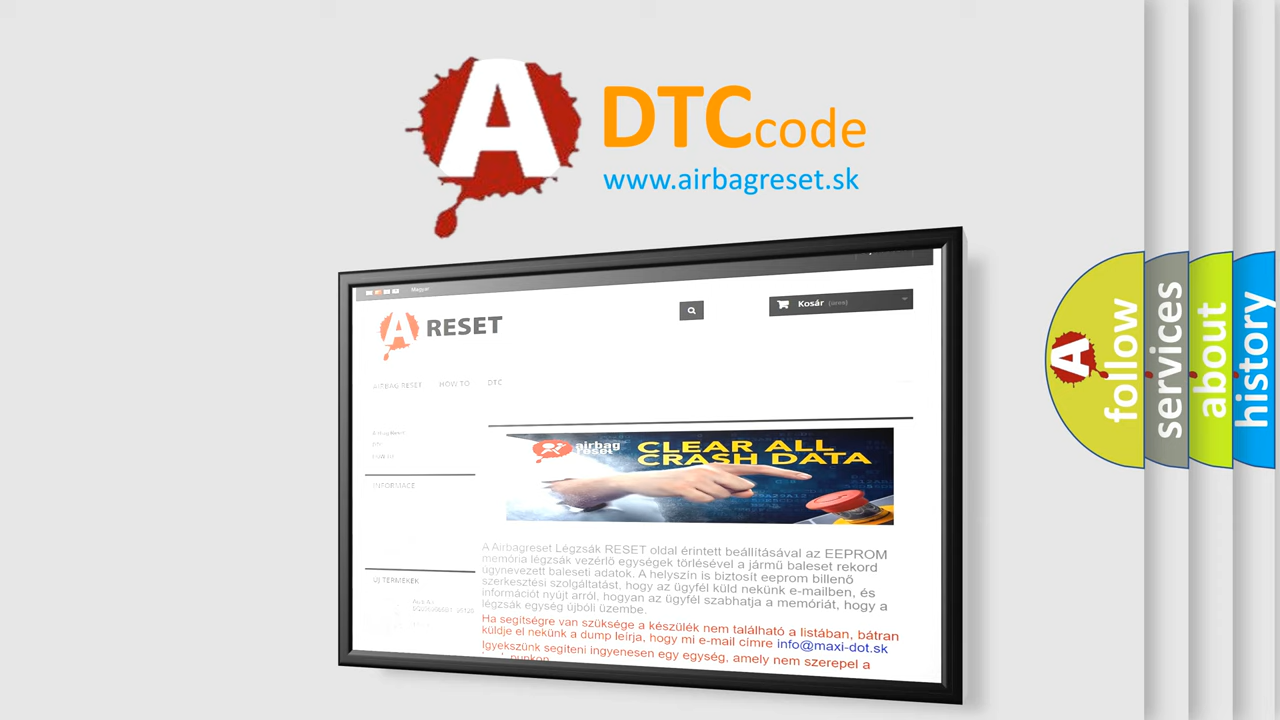 A DTCcode
www.airbagreset.sk
Magyar
A RESET
Kosár (üres)
AIRBAG RESET HOW TO DTC
INFORMACE
airbag
reset
CLEAR ALL
CRASH DATA
A Airbagreset Légzsák RESET oldal érintett beállításával az EEPROM
memória légzsák vezérlő egységek törlésével a jármű baleset rekord
úgynevezett baleseti adatok. A helyszín is biztosít eeprom billenő
szerkesztési szolgáltatást, hogy az ügyfél küld nekünk e-mailben, és
információt nyújt arról, hogyan az ügyfél szabhatja a memóriát, hogy a
légzsák egység újbóli üzembe.
Ha segítségre van szüksége a készülék nem található a listában, bátran
küldje el nekünk a dump leírja, hogy mi e-mail címre info@maxi-dot.sk
Igyekszünk segíteni ingyenesen egy egység, amely nem szerepel a
ÚJ TERMÉKEK
A
follow
services
about
history